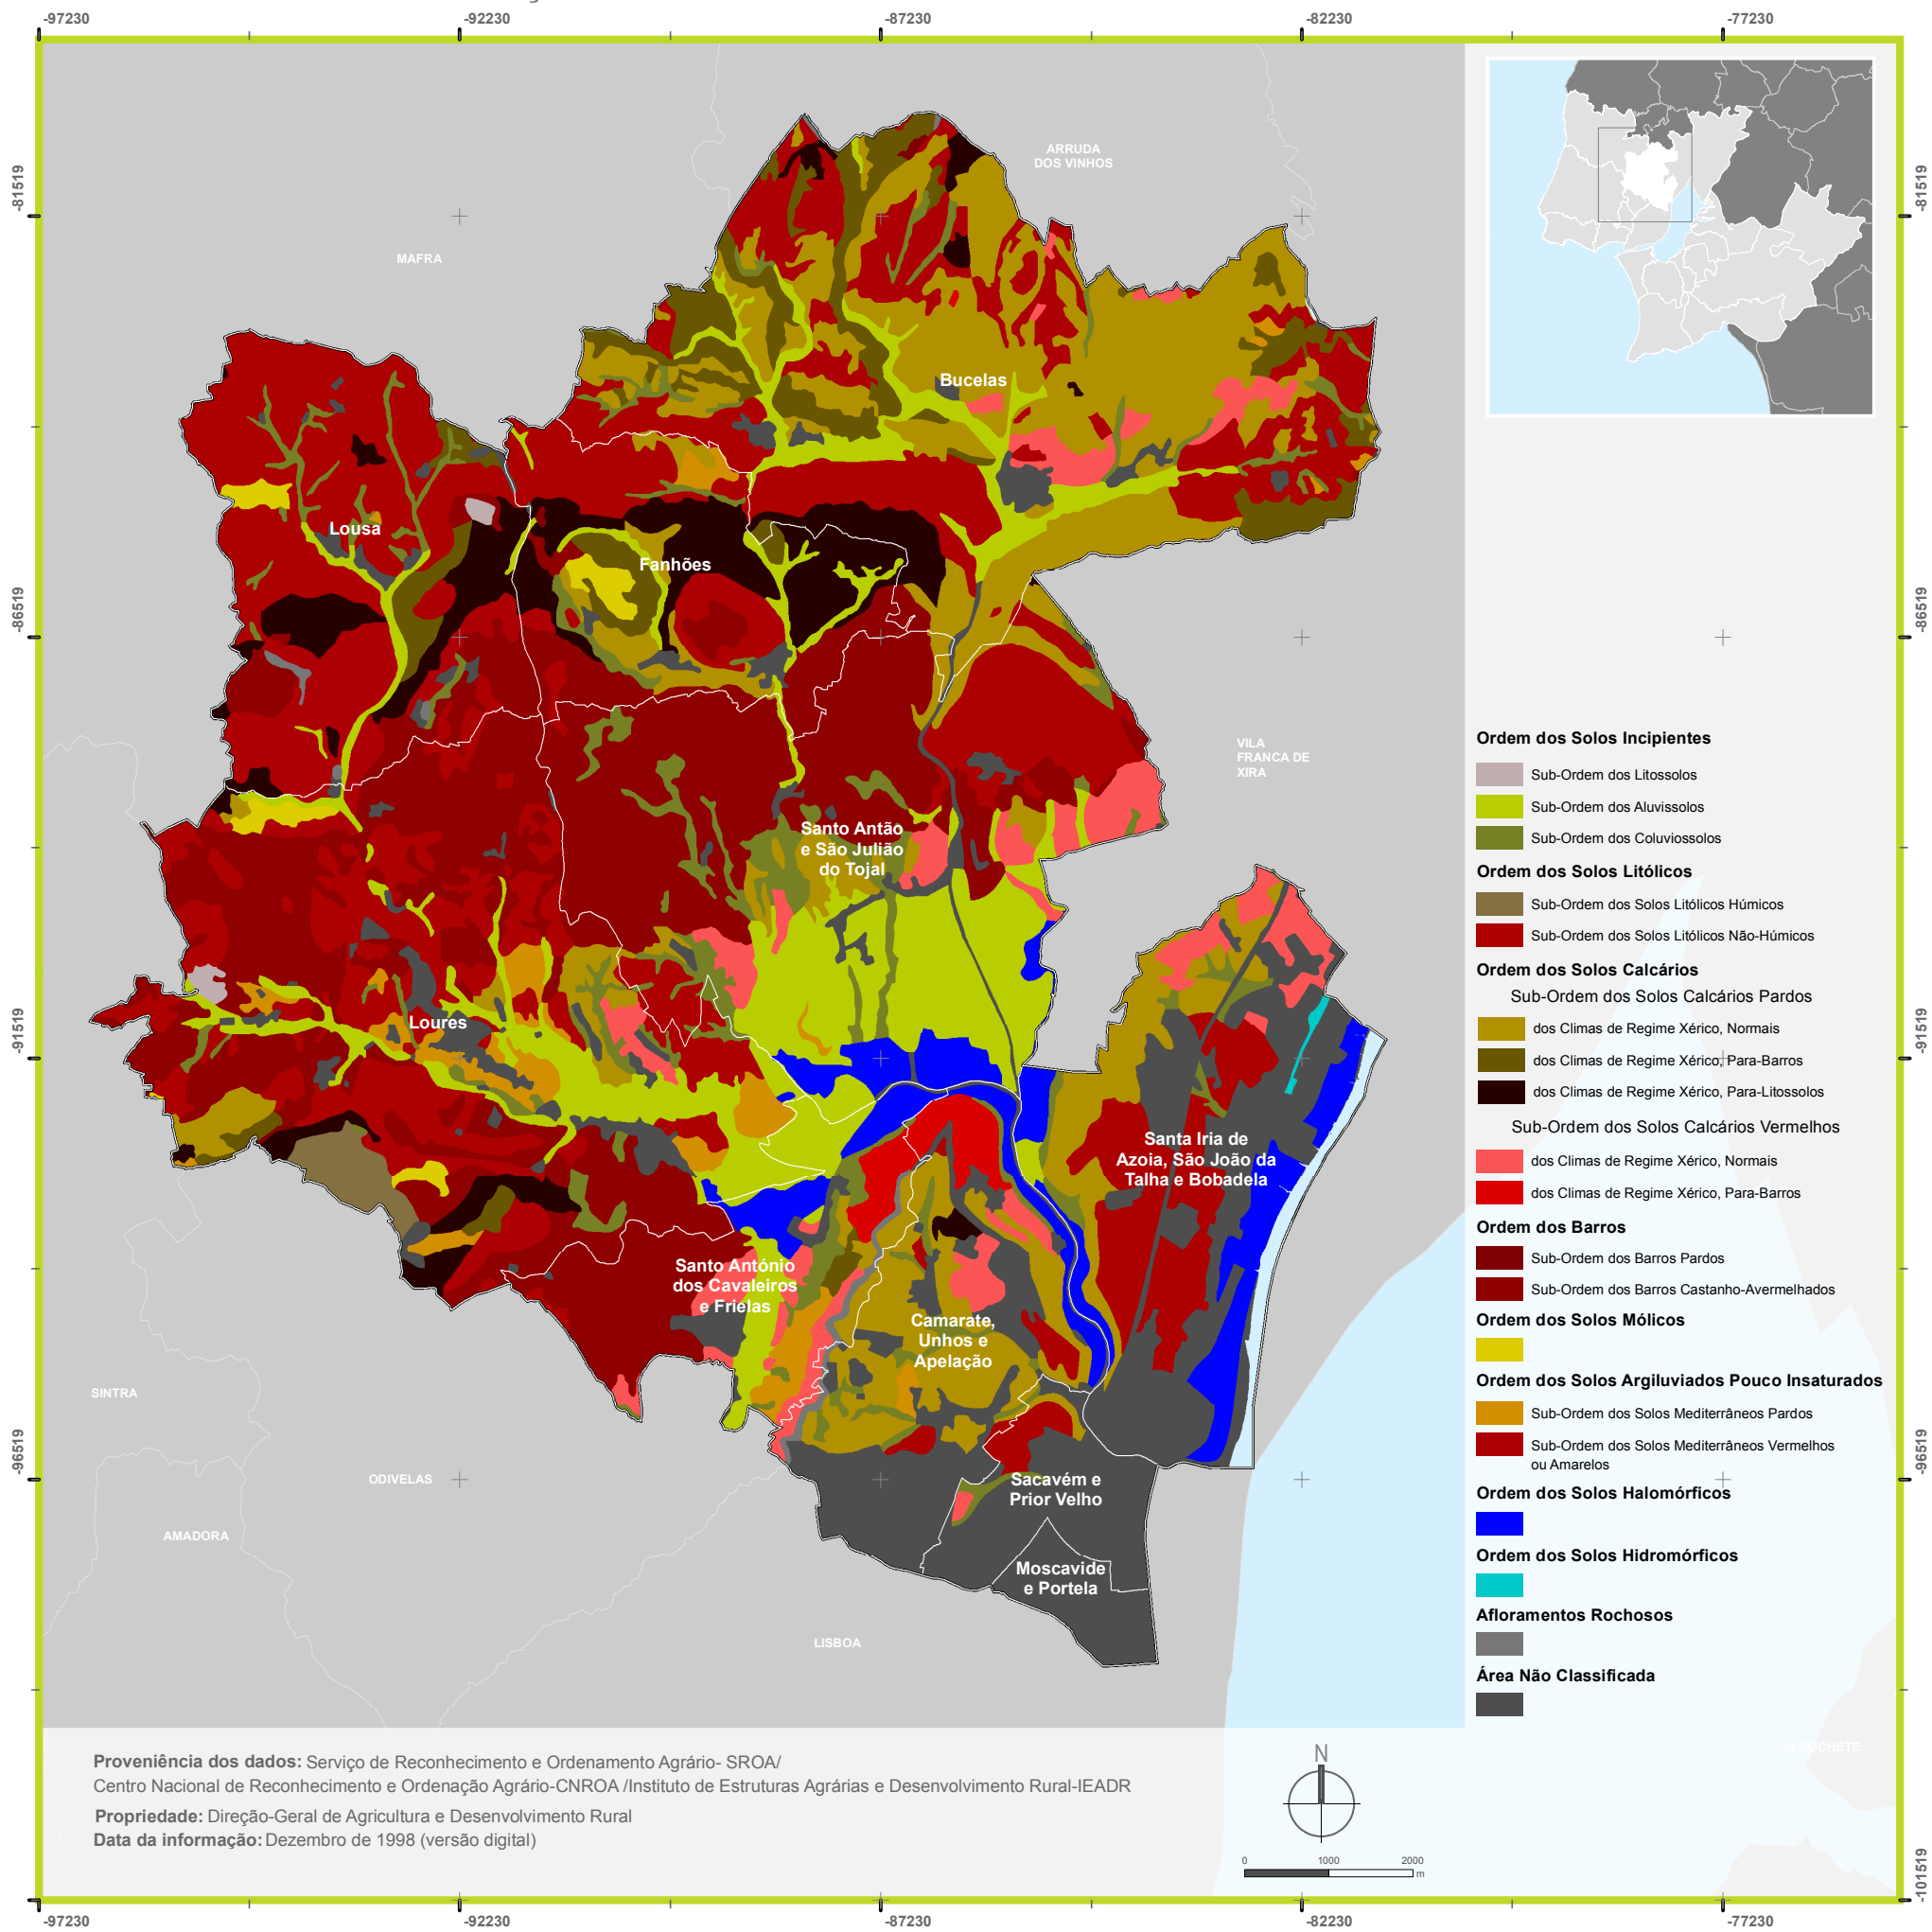 -97230
-92230
-87230
-82230
-77230
-81519
-81519
ARRUDA
DOS VINHOS
MAFRA
Bucelas
Lousa
Fanhões
-86519
-86519
VILA
FRANCA DE
XIRA
Santo Antão
e São Julião
do Tojal
Loures
-91519
-91519
Santa Iria de
Azoia, São João da
Talha e Bobadela
Santo António
dos Cavaleiros
e Frielas
Camarate,
Unhos e
Apelação
SINTRA
ODIVELAS
AMADORA
-96519
-96519
Sacavém e
Prior Velho
Moscavide
e Portela
LISBOA
ALCOCHETE
Ordem dos Solos Incipientes
Sub-Ordem dos Litossolos
Sub-Ordem dos Aluvissolos
Sub-Ordem dos Coluviossolos
Ordem dos Solos Litólicos
Sub-Ordem dos Solos Litólicos Húmicos
Sub-Ordem dos Solos Litólicos Não-Húmicos
Ordem dos Solos Calcários
Sub-Ordem dos Solos Calcários Pardos
dos Climas de Regime Xérico, Normais
dos Climas de Regime Xérico, Para-Barros
dos Climas de Regime Xérico, Para-Litossolos
Sub-Ordem dos Solos Calcários Vermelhos
dos Climas de Regime Xérico, Normais
dos Climas de Regime Xérico, Para-Barros
Ordem dos Barros
Sub-Ordem dos Barros Pardos
Sub-Ordem dos Barros Castanho-Avermelhados
Ordem dos Solos Mólicos
Ordem dos Solos Argiluviados Pouco Insaturados
Sub-Ordem dos Solos Mediterrâneos Pardos
Sub-Ordem dos Solos Mediterrâneos Vermelhos
ou Amarelos
Ordem dos Solos Halomórficos
Ordem dos Solos Hidromórficos
Afloramentos Rochosos
Área Não Classificada
Proveniência dos dados: Serviço de Reconhecimento e Ordenamento Agrário- SROA/
Centro Nacional de Reconhecimento e Ordenação Agrário-CNROA /Instituto de Estruturas Agrárias e Desenvolvimento Rural-IEADR
Propriedade: Direção-Geral de Agricultura e Desenvolvimento Rural
Data da informação: Dezembro de 1998 (versão digital)
N
0 1000 2000
m
-101519
-97230
-92230
-87230
-82230
-77230